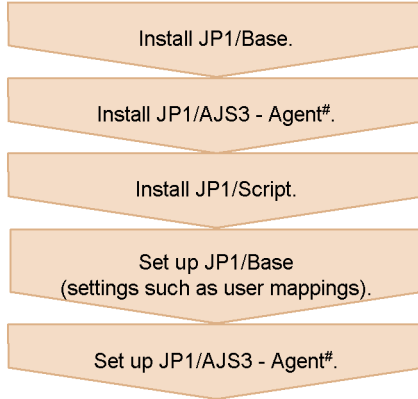 Install JP1/Base.
Install JP1/AJS3 - Agent#.
Install JP1/Script.
Set up JP1/Base
(settings such as user mappings).
Set up JP1/AJS3 - Agent#.